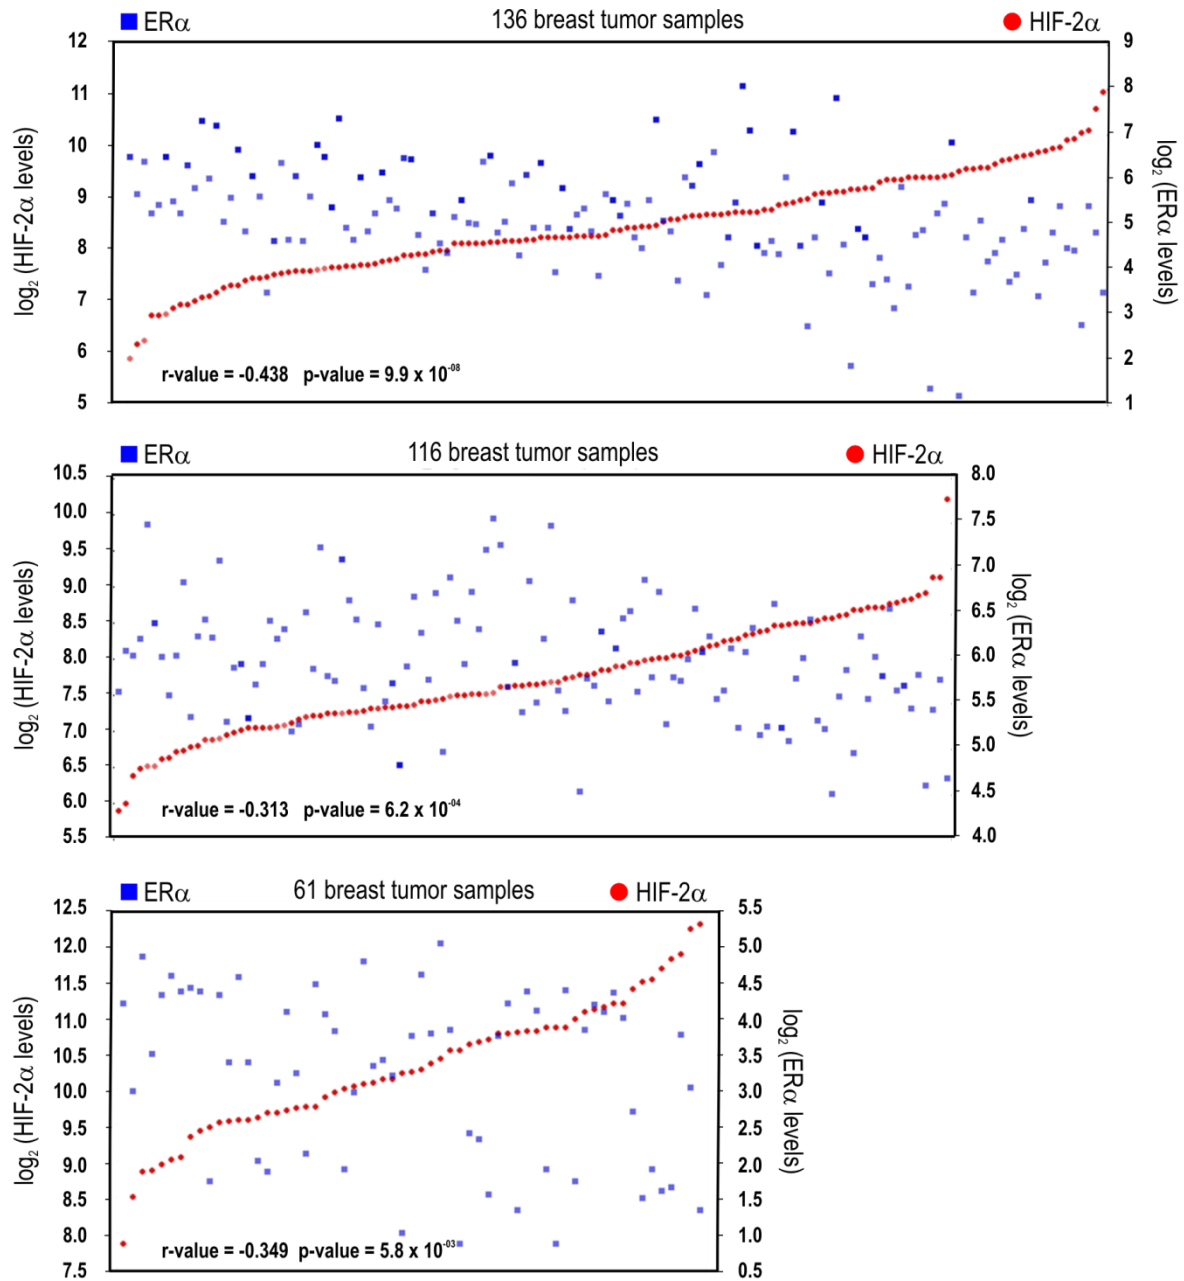 ERα 136 breast tumor samples HIF-2α
12 9
11 8
10 7
9 6
8 5
7 4
6 3
5 2
1
log2 (HIF-2α levels)
log2 (ERα levels)
r-value = -0.438 p-value = 9.9 x 10-08
ERα 116 breast tumor samples HIF-2α
10.5 8.0
10.0 7.5
9.5 7.0
9.0 6.5
8.5 6.0
8.0 5.5
7.5 5.0
7.0 4.5
6.5 4.0
6.0
5.5
log2 (HIF-2α levels)
log2 (ERα levels)
r-value = -0.313 p-value = 6.2 x 10-04
ERα 61 breast tumor samples HIF-2α
12.5 5.5
12.0 5.0
11.5 4.5
11.0 4.0
10.5 3.5
10.0 3.0
9.5 2.5
9.0 2.0
8.5 1.5
8.0 1.0
7.5 0.5
log2 (HIF-2α levels)
log2 (ERα levels)
r-value = -0.349 p-value = 5.8 x 10-03